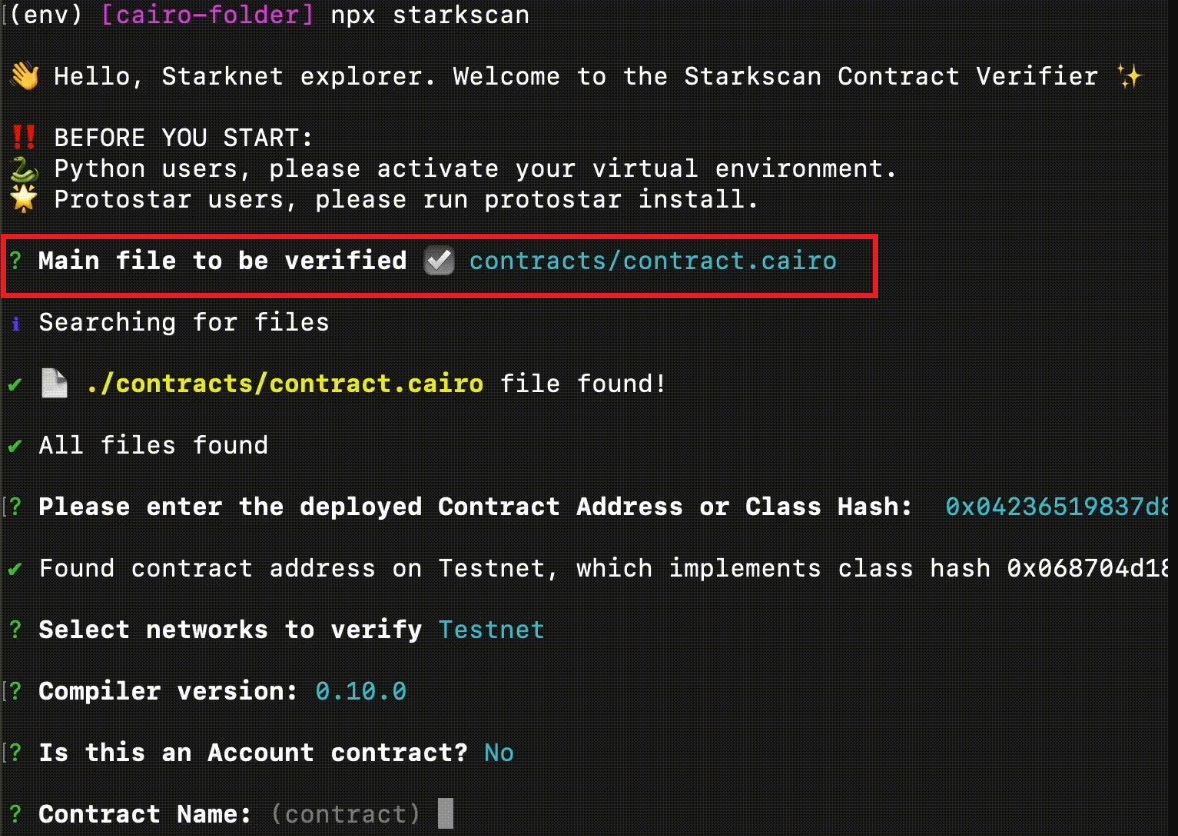 (env) [cairo-folder] npx starkscan
👋 Hello, Starknet explorer. Welcome to the Starkscan Contract Verifier ✨
‼️ BEFORE YOU START:
🐍 Python users, please activate your virtual environment.
🌟 Protostar users, please run protostar install.
? Main file to be verified ☑️ contracts/contract.cairo
ℹ Searching for files
✔ 📄 ./contracts/contract.cairo file found!
✔ All files found
[? Please enter the deployed Contract Address or Class Hash: 0x04236519837d8
✔ Found contract address on Testnet, which implements class hash 0x068704d18
? Select networks to verify Testnet
[? Compiler version: 0.10.0
[? Is this an Account contract? No
? Contract Name: (contract)